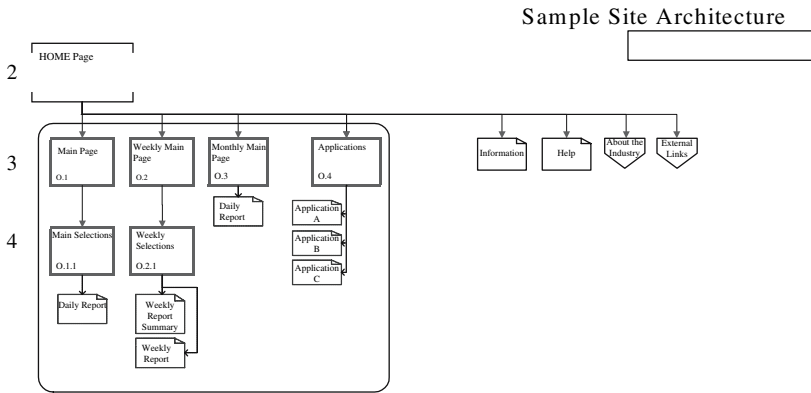 Sample Site Architecture
HOME Page
2
3
Main Page
O.1
Weekly Main
Page
O.2
Monthly Main
Page
O.3
Applications
O.4
Information
Help
About the
Industry
External
Links
Daily
Report
Application
A
Application
B
Application
C
4
Main Selections
O.1.1
Weekly
Selections
O.2.1
Daily Report
Weekly
Report
Summary
Weekly
Report